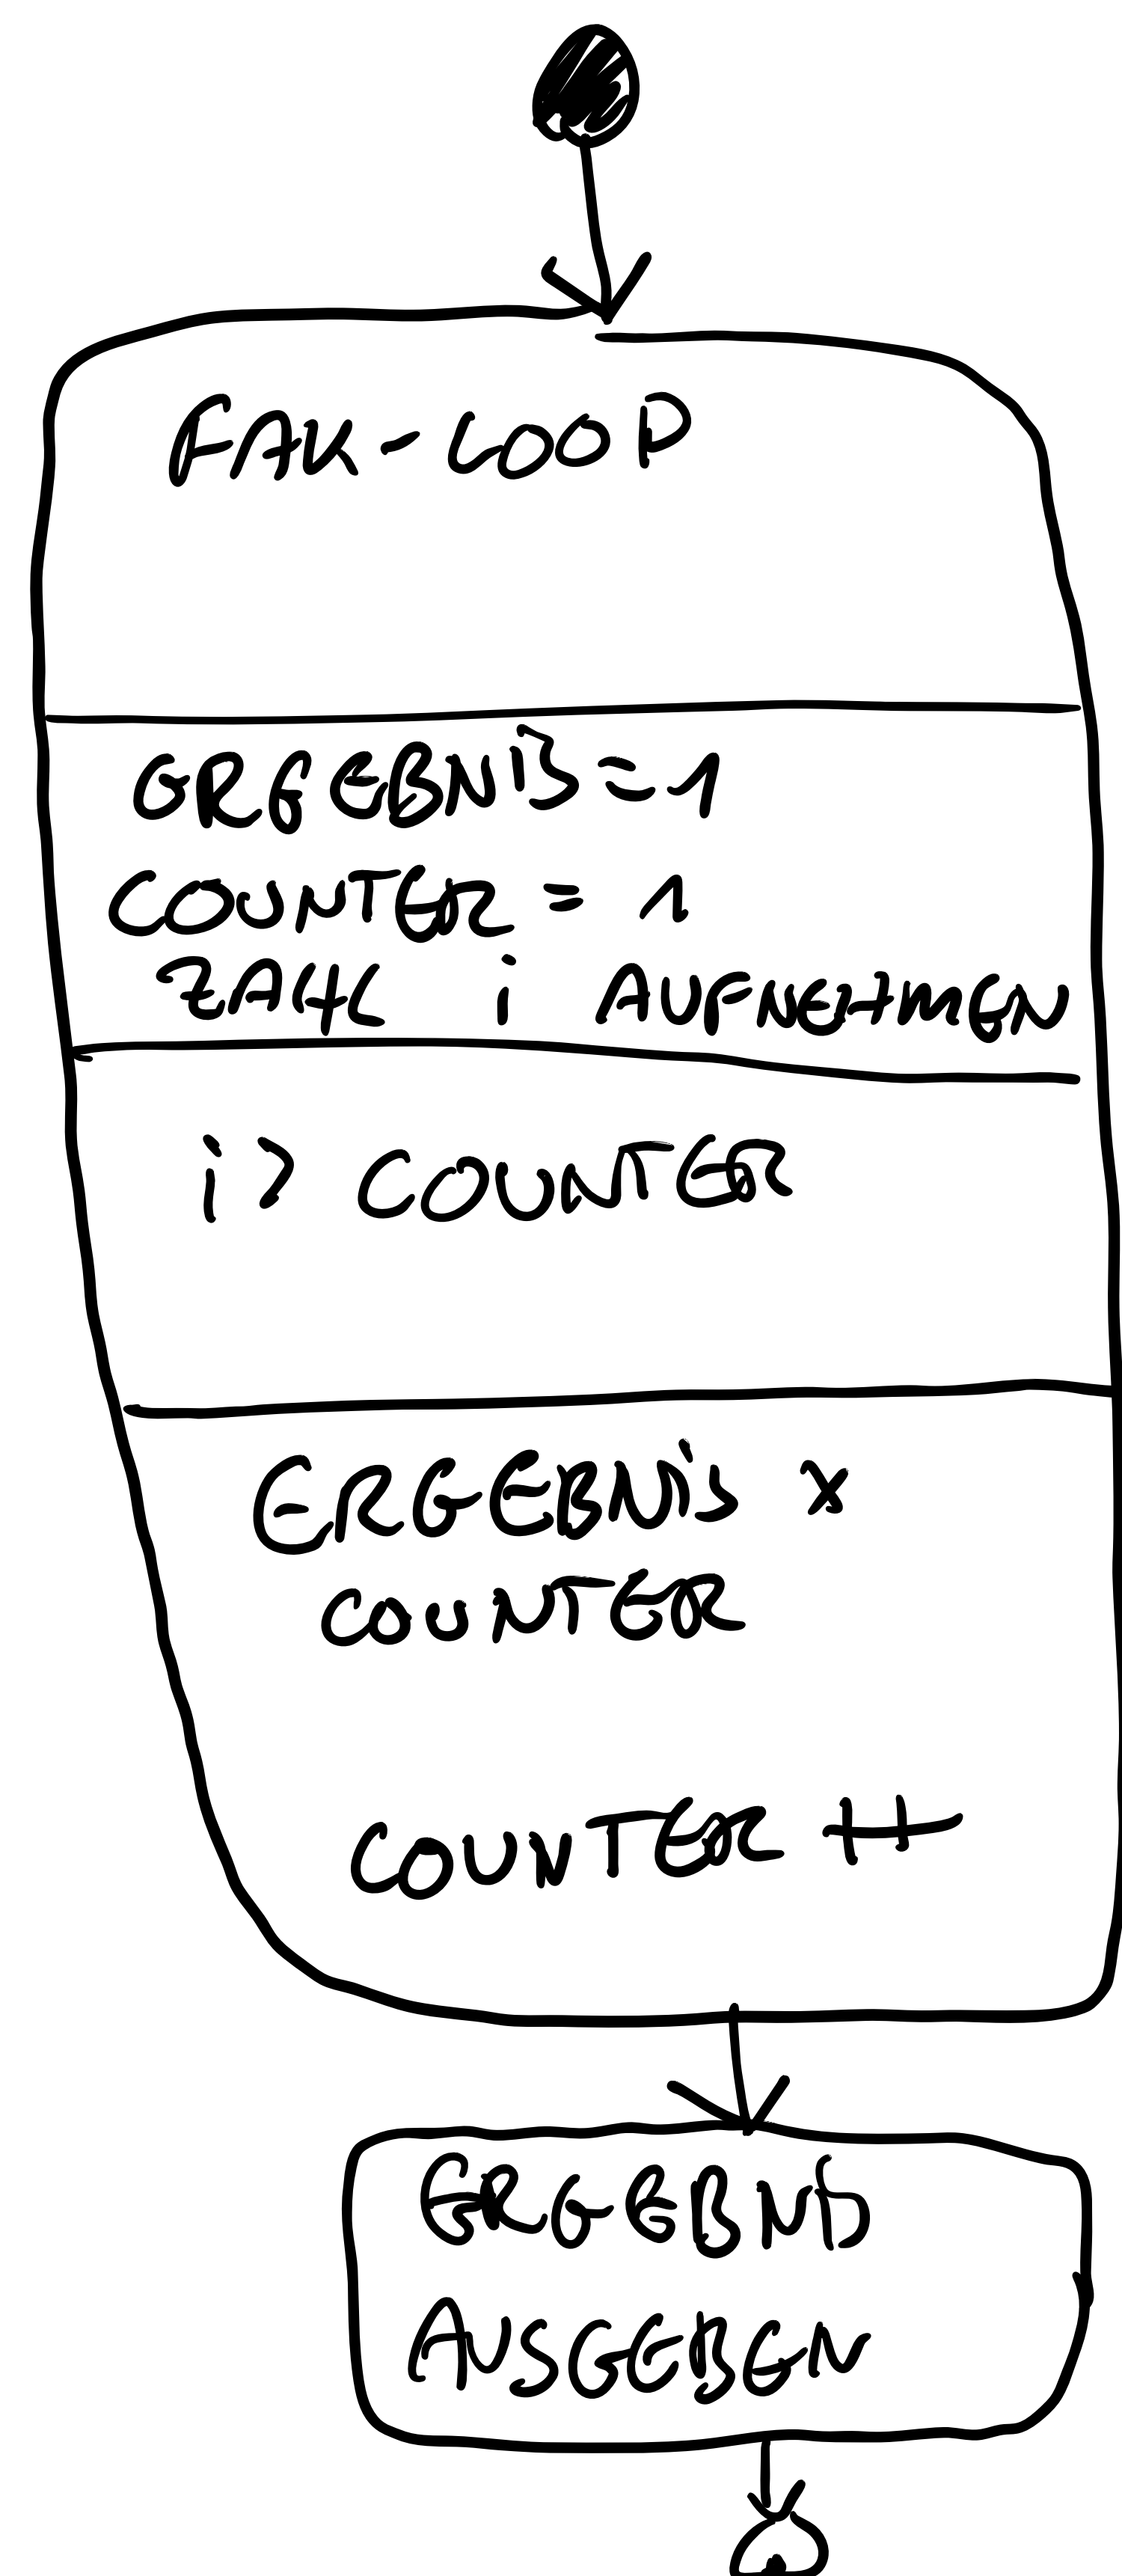 FAK-LOOP
ERGEBNIS=1
COUNTER = 1
ZAHL i AUFNEHMEN
i > COUNTER
ERGEBNIS x
COUNTER
COUNTER ++
ERGEBNIS
AUSGEBEN